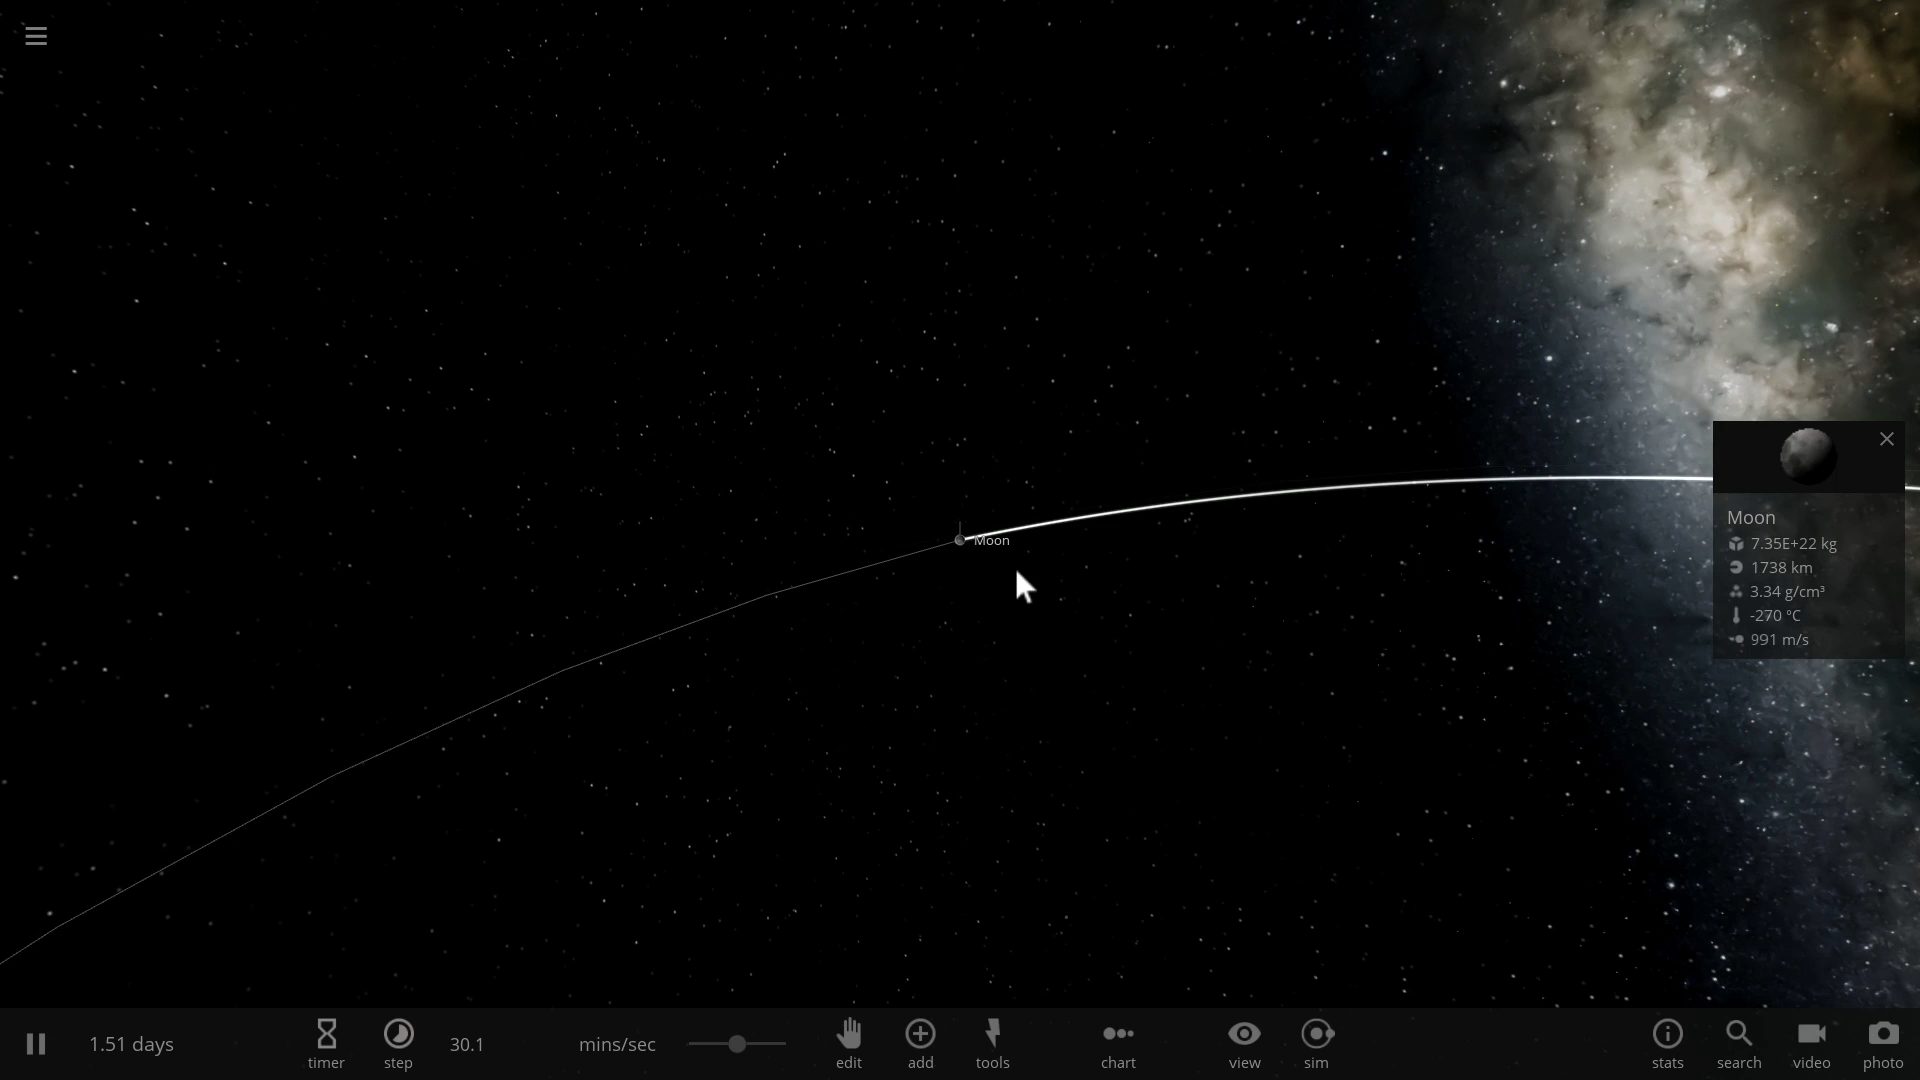 Moon
Moon
7.35E+22 kg
1738 km
3.34 g/cm³
-270 °C
991 m/s
1.51 days
timer
step
30.1
mins/sec
edit
add
tools
chart
view
sim
stats
search
video
photo